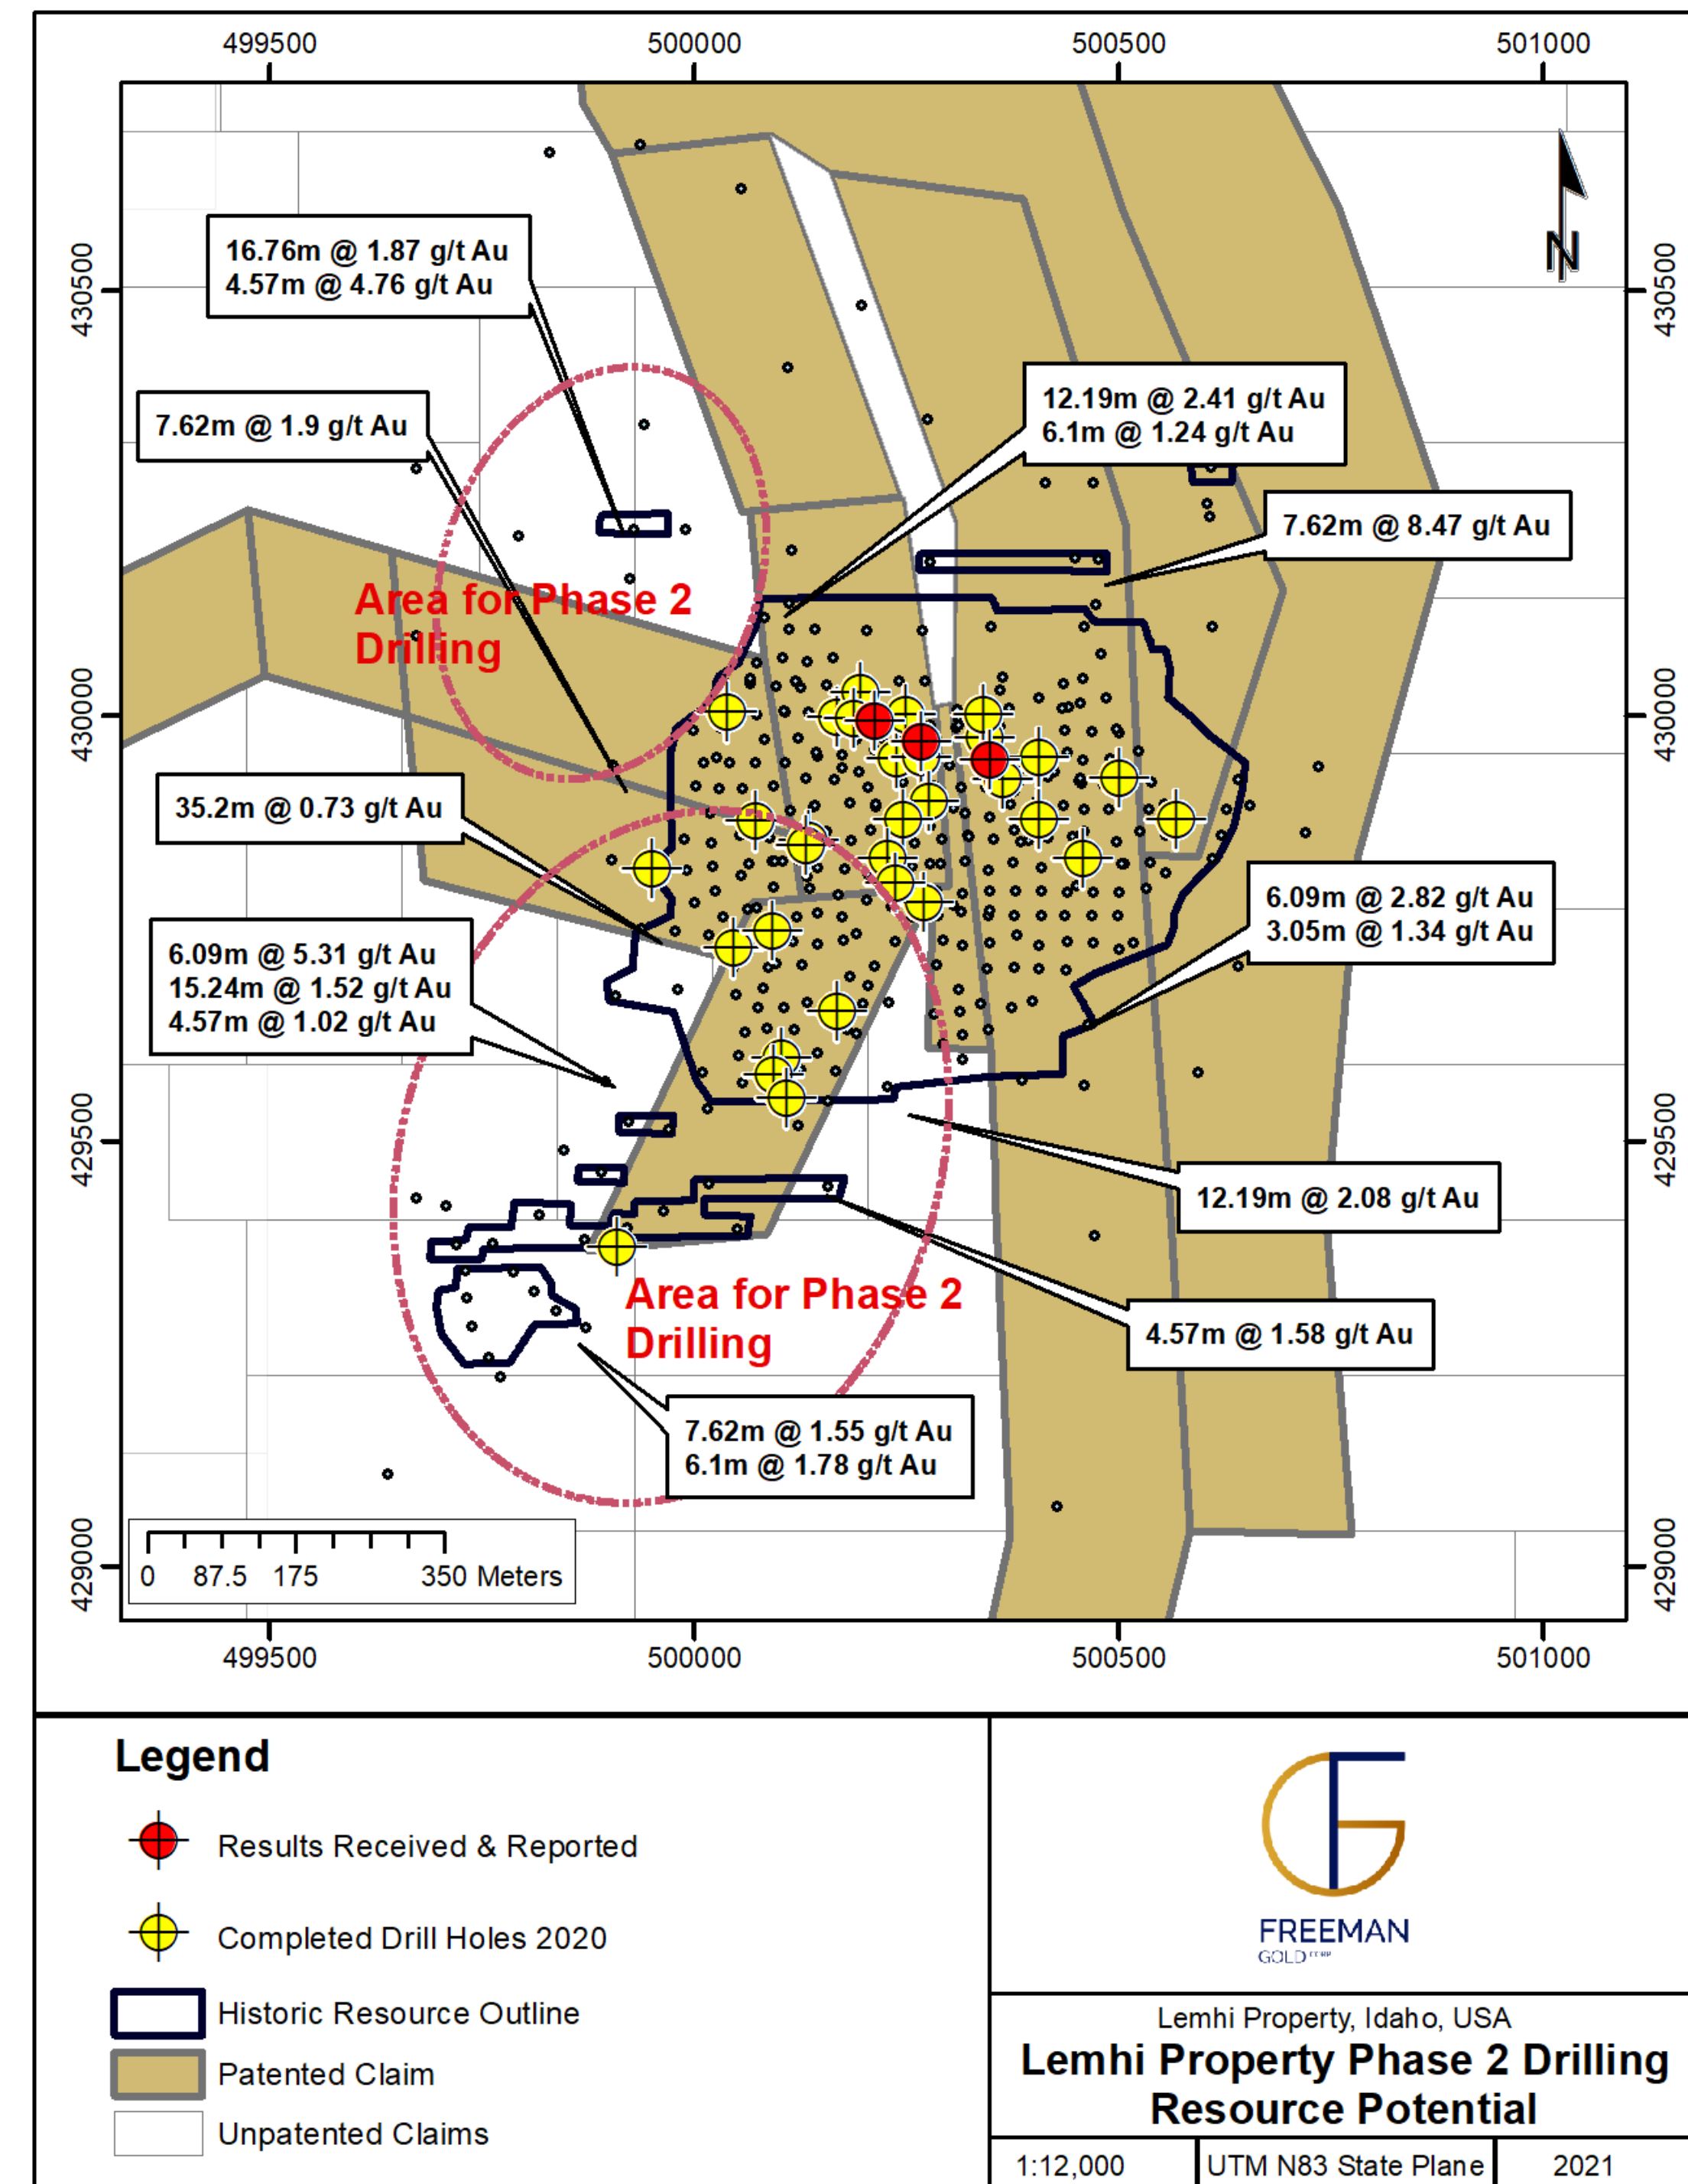 499500 500000 500500 501000
430500 430500
16.76m @ 1.87 g/t Au
4.57m @ 4.76 g/t Au
N
7.62m @ 1.9 g/t Au
12.19m @ 2.41 g/t Au
6.1m @ 1.24 g/t Au
7.62m @ 8.47 g/t Au
Area for Phase 2
Drilling
430000 430000
35.2m @ 0.73 g/t Au
6.09m @ 2.82 g/t Au
3.05m @ 1.34 g/t Au
6.09m @ 5.31 g/t Au
15.24m @ 1.52 g/t Au
4.57m @ 1.02 g/t Au
429500 429500
12.19m @ 2.08 g/t Au
Area for Phase 2
Drilling
4.57m @ 1.58 g/t Au
7.62m @ 1.55 g/t Au
6.1m @ 1.78 g/t Au
429000 429000
0 87.5 175 350 Meters
499500 500000 500500 501000
Legend
Results Received & Reported
Completed Drill Holes 2020
Historic Resource Outline
Patented Claim
Unpatented Claims
FREEMAN
GOLD CORP
Lemhi Property, Idaho, USA
Lemhi Property Phase 2 Drilling
Resource Potential
1:12,000 UTM N83 State Plane 2021